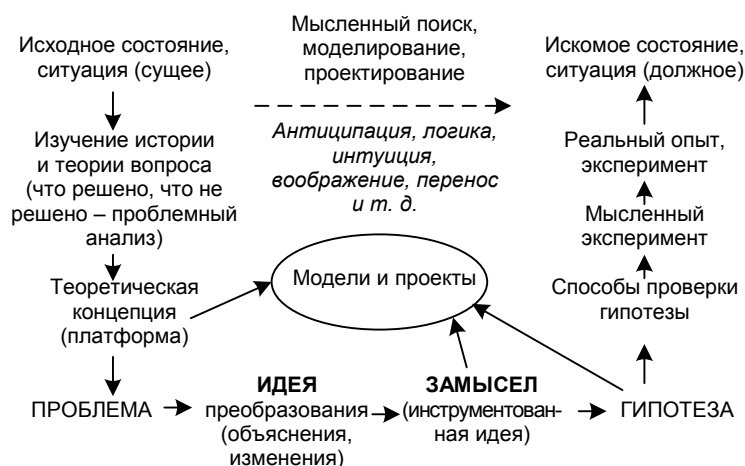 Исходное состояние,
ситуация (сущее)
Мысленный поиск,
моделирование,
проектирование
Искомое состояние,
ситуация (должное)
Антиципация, логика,
интуиция,
воображение, перенос
и т. д.
Изучение истории
и теории вопроса
(что решено, что не
решено – проблемный
анализ)
Реальный опыт,
эксперимент
Мысленный
эксперимент
Теоретическая
концепция
(платформа)
Модели и проекты
Способы проверки
гипотезы
ПРОБЛЕМА
ИДЕЯ
преобразования
(объяснения,
изменения)
ЗАМЫСЕЛ
(инструментован-
ная идея)
ГИПОТЕЗА